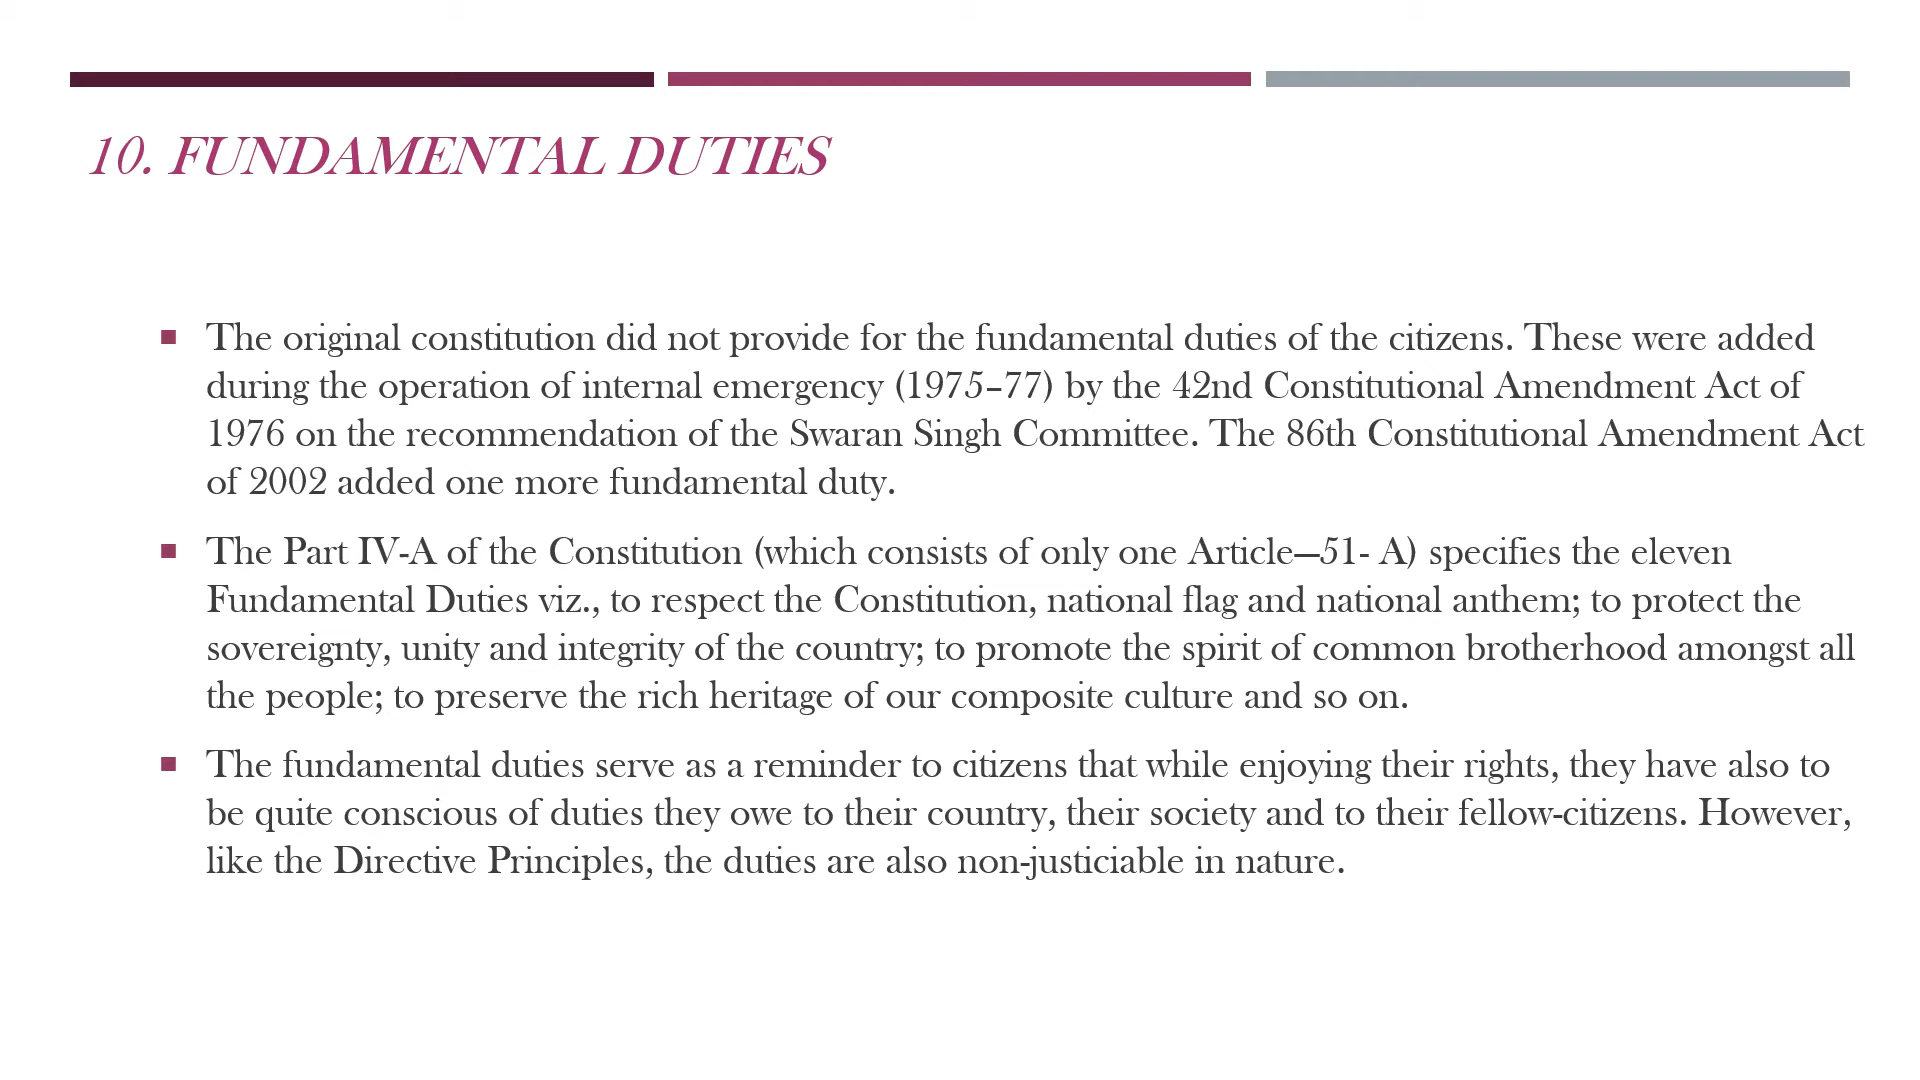 10. FUNDAMENTAL DUTIES
▪ The original constitution did not provide for the fundamental duties of the citizens. These were added
during the operation of internal emergency (1975–77) by the 42nd Constitutional Amendment Act of
1976 on the recommendation of the Swaran Singh Committee. The 86th Constitutional Amendment Act
of 2002 added one more fundamental duty.
▪ The Part IV-A of the Constitution (which consists of only one Article—51- A) specifies the eleven
Fundamental Duties viz., to respect the Constitution, national flag and national anthem; to protect the
sovereignty, unity and integrity of the country; to promote the spirit of common brotherhood amongst all
the people; to preserve the rich heritage of our composite culture and so on.
▪ The fundamental duties serve as a reminder to citizens that while enjoying their rights, they have also to
be quite conscious of duties they owe to their country, their society and to their fellow-citizens. However,
like the Directive Principles, the duties are also non-justiciable in nature.